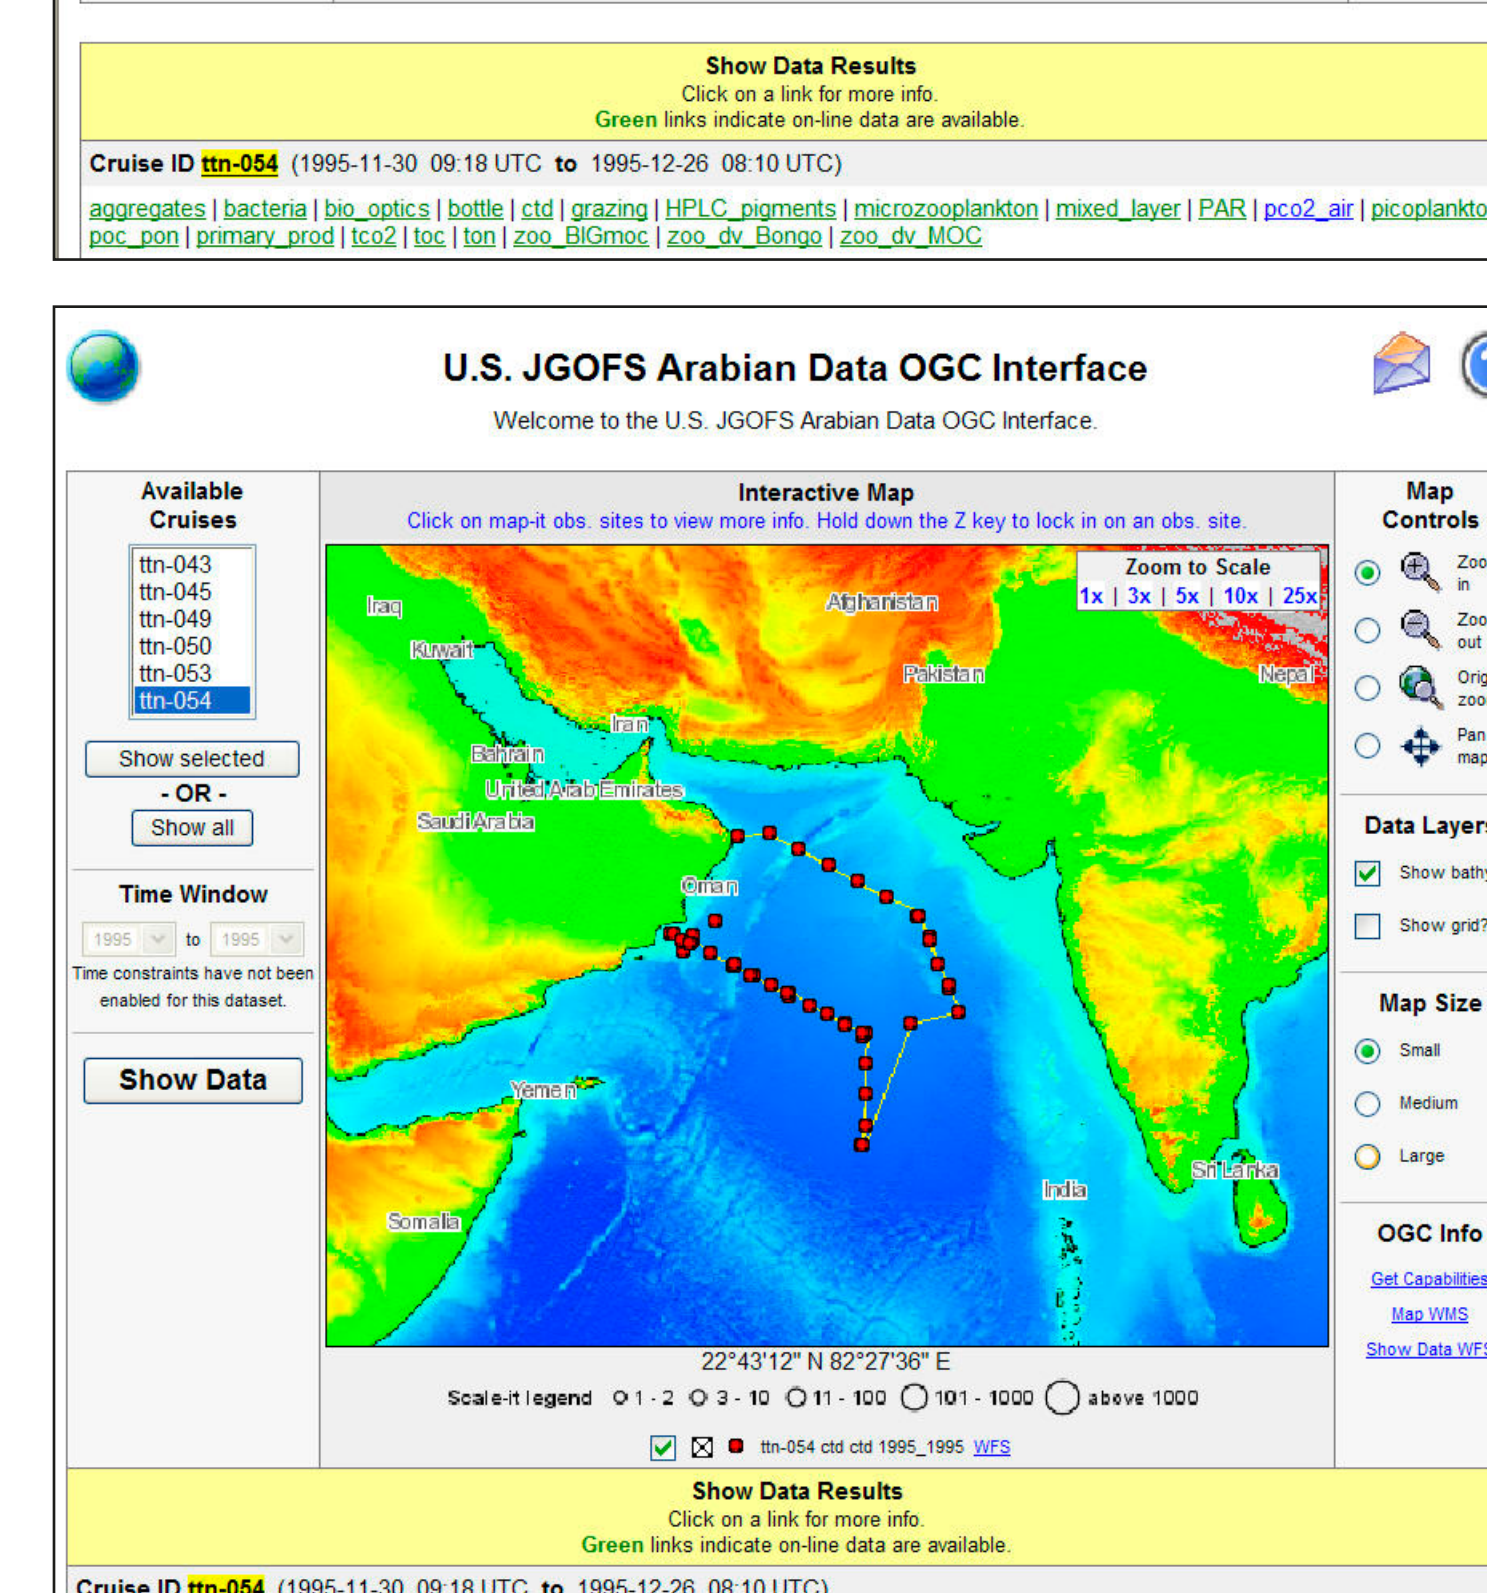 Show Data Results
Click on a link for more info.
Green links indicate on-line data are available.
Cruise ID ttn-054 (1995-11-30 09:18 UTC to 1995-12-26 08:10 UTC)
aggregates | bacteria | bio_optics | bottle | ctd | grazing | HPLC_pigments | microzooplankton | mixed_layer | PAR | pco2_air | picoplankto
poc_pon | primary_prod | tco2 | toc | ton | zoo_BIGmoc | zoo_dv_Bongo | zoo_dv_MOC
U.S. JGOFS Arabian Data OGC Interface
Welcome to the U.S. JGOFS Arabian Data OGC Interface.
Available
Cruises
ttn-043
ttn-045
ttn-049
ttn-050
ttn-053
ttn-054
Show selected
- OR -
Show all
Time Window
1995 to 1995
Time constraints have not been
enabled for this dataset.
Show Data
Interactive Map
Click on map-it obs. sites to view more info. Hold down the Z key to lock in on an obs. site.
Zoom to Scale
1x | 3x | 5x | 10x | 25x
Iraq
Afghanistan
Kuwait
Pakistan
Nepal
Iran
Bahrain
United Arab Emirates
Saudi Arabia
Oman
Yemen
Sri Lanka
India
Somalia
22°43'12" N 82°27'36" E
Scale-it legend 1 - 2 3 - 10 11 - 100 101 - 1000 above 1000
ttn-054 ctd ctd 1995_1995 WFS
Map
Controls
Zoo
in
Zoo
out
Orig
zoo
Pan
map
Data Layers
Show bathy
Show grid?
Map Size
Small
Medium
Large
OGC Info
Get Capabilities
Map WMS
Show Data WFS
Show Data Results
Click on a link for more info.
Green links indicate on-line data are available.
Cruise ID ttn-054 (1995-11-30 09:18 UTC to 1995-12-26 08:10 UTC)